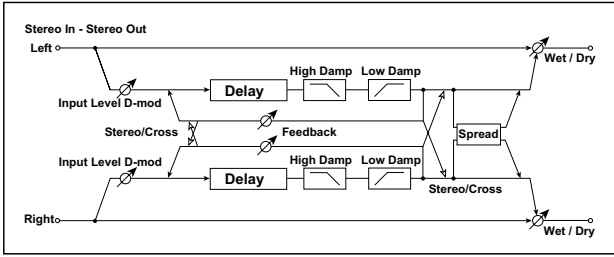 Stereo In - Stereo Out
Left
Wet / Dry
High Damp Low Damp
Delay
Input Level D-mod
Stereo/Cross
Feedback
Spread
Input Level D-mod
High Damp Low Damp
Stereo/Cross
Delay
Right
Wet / Dry